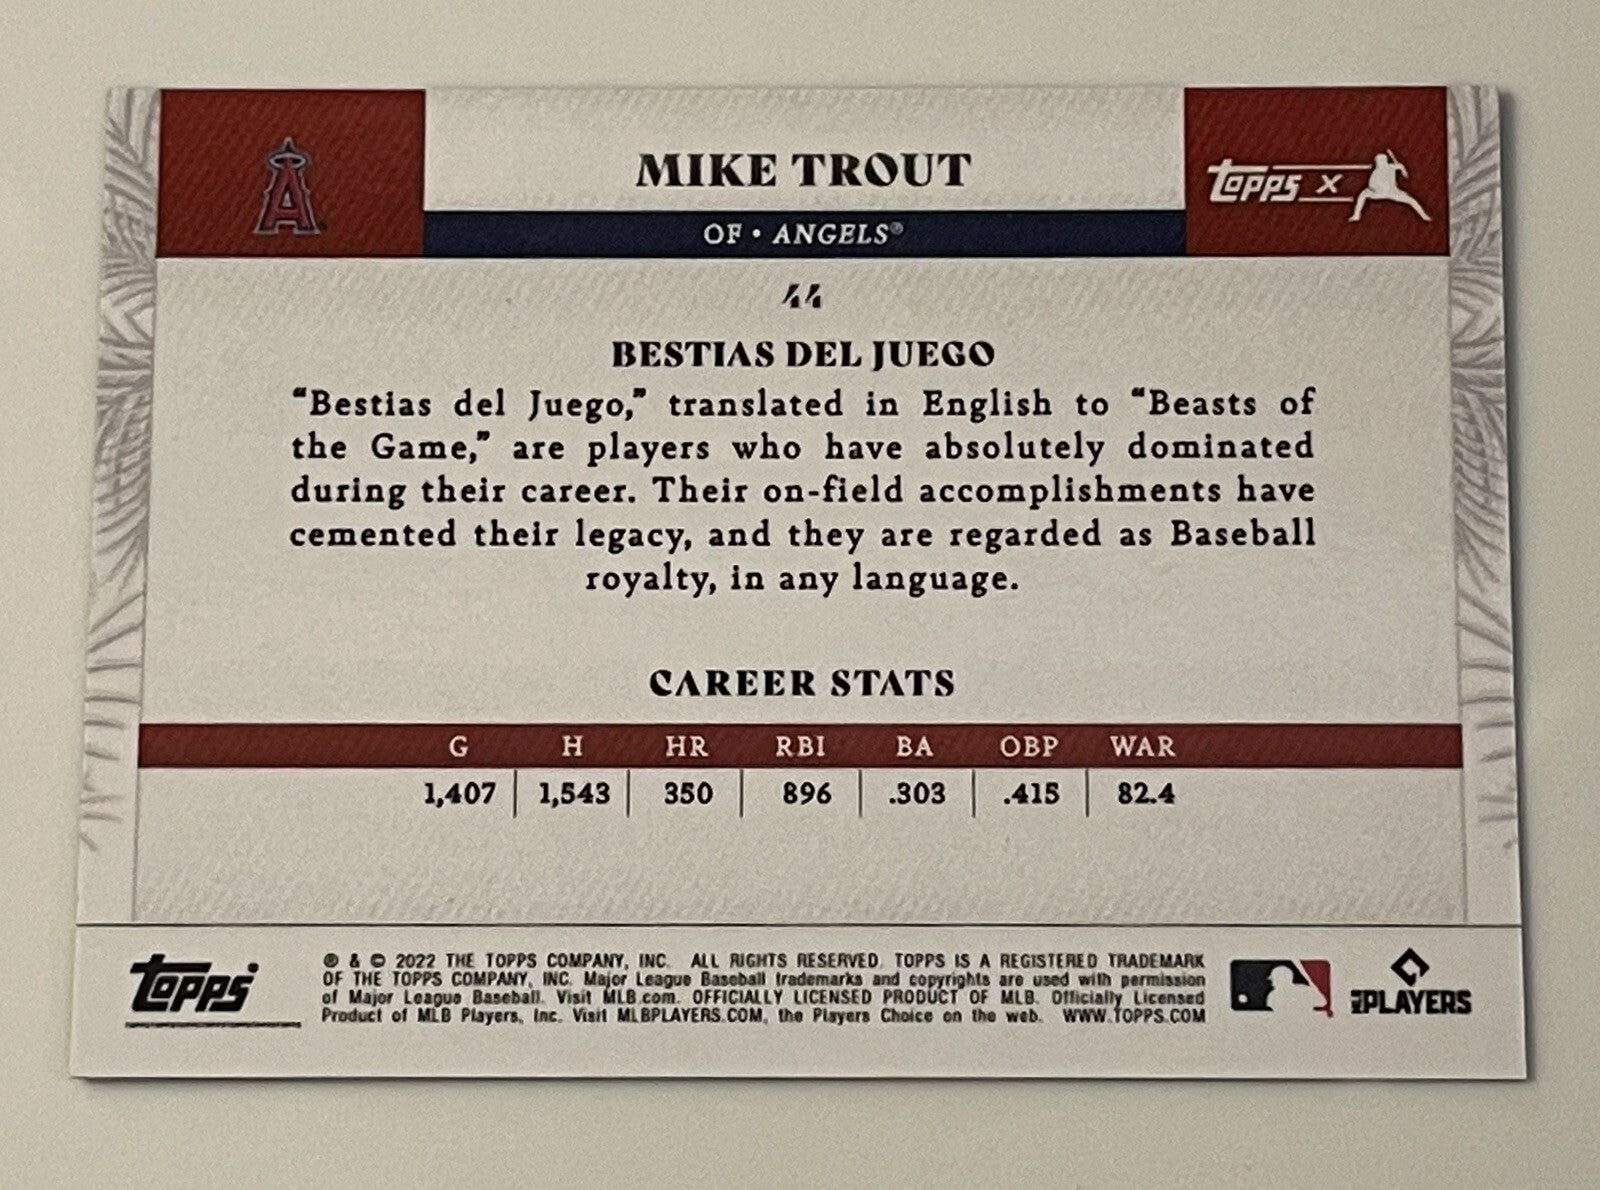 A
MIKE TROUT
Topps x
OF • ANGELS®
44
BESTIAS DEL JUEGO
“Bestias del Juego,” translated in English to “Beasts of
the Game,” are players who have absolutely dominated
during their career. Their on-field accomplishments have
cemented their legacy, and they are regarded as Baseball
royalty, in any language.
CAREER STATS
G H HR RBI BA OBP WAR
1,407 1,543 350 896 .303 .415 82.4
Topps
® & © 2022 THE TOPPS COMPANY, INC. ALL RIGHTS RESERVED. TOPPS IS A REGISTERED TRADEMARK
OF THE TOPPS COMPANY, INC. Major League Baseball trademarks and copyrights are used with permission
of Major League Baseball. Visit MLB.com. OFFICIALLY LICENSED PRODUCT OF MLB. Officially Licensed
Product of MLB Players, Inc. Visit MLBPLAYERS.COM, the Players Choice on the web. WWW.TOPPS.COM
PLAYERS